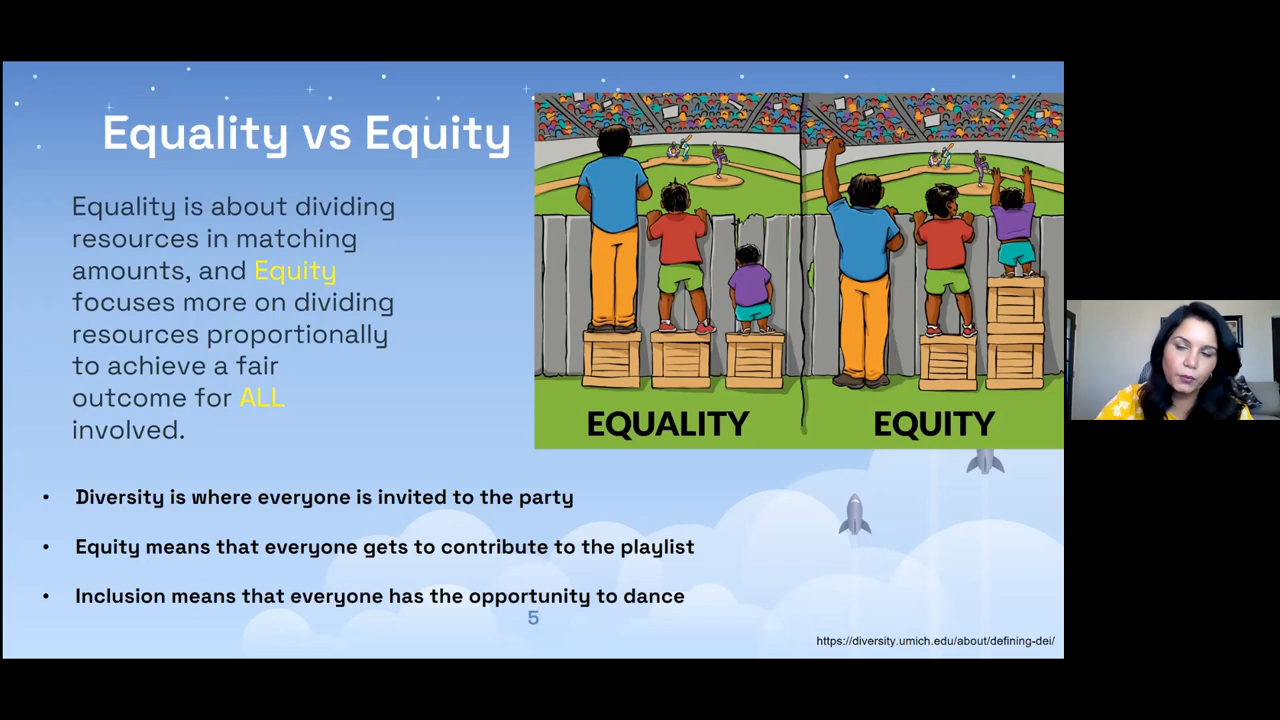 Equality vs Equity
Equality is about dividing
resources in matching
amounts, and Equity
focuses more on dividing
resources proportionally
to achieve a fair
outcome for ALL
involved.
EQUALITY
EQUITY
• Diversity is where everyone is invited to the party
• Equity means that everyone gets to contribute to the playlist
• Inclusion means that everyone has the opportunity to dance
5
https://diversity.umich.edu/about/defining-dei/